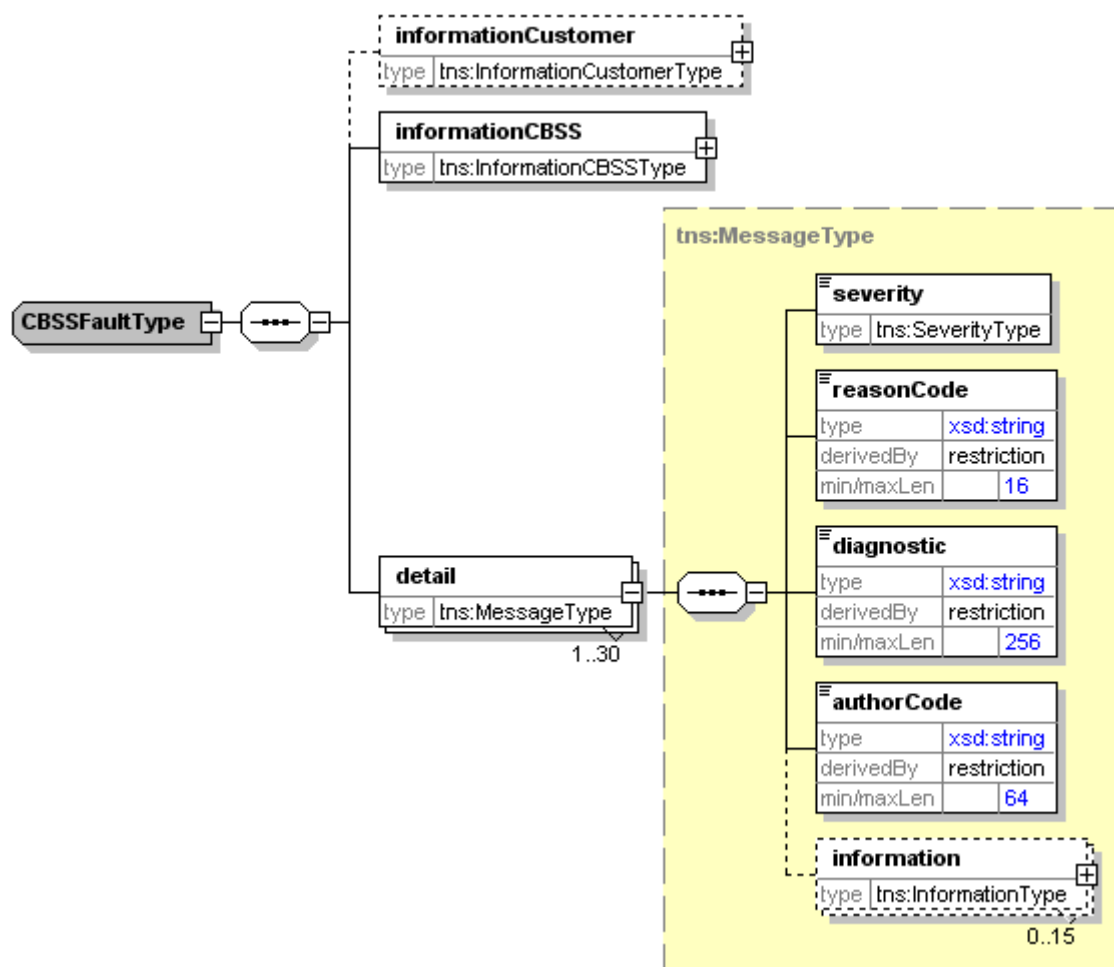 informationCustomer
type tns:InformationCustomerType
informationCBSS
type tns:InformationCBSSType
CBSSFaultType
detail
type tns:MessageType
1..30
tns:MessageType
severity
type tns:SeverityType
reasonCode
type xsd:string
derivedBy restriction
min/maxLen 16
diagnostic
type xsd:string
derivedBy restriction
min/maxLen 256
authorCode
type xsd:string
derivedBy restriction
min/maxLen 64
information
type tns:InformationType
0..15